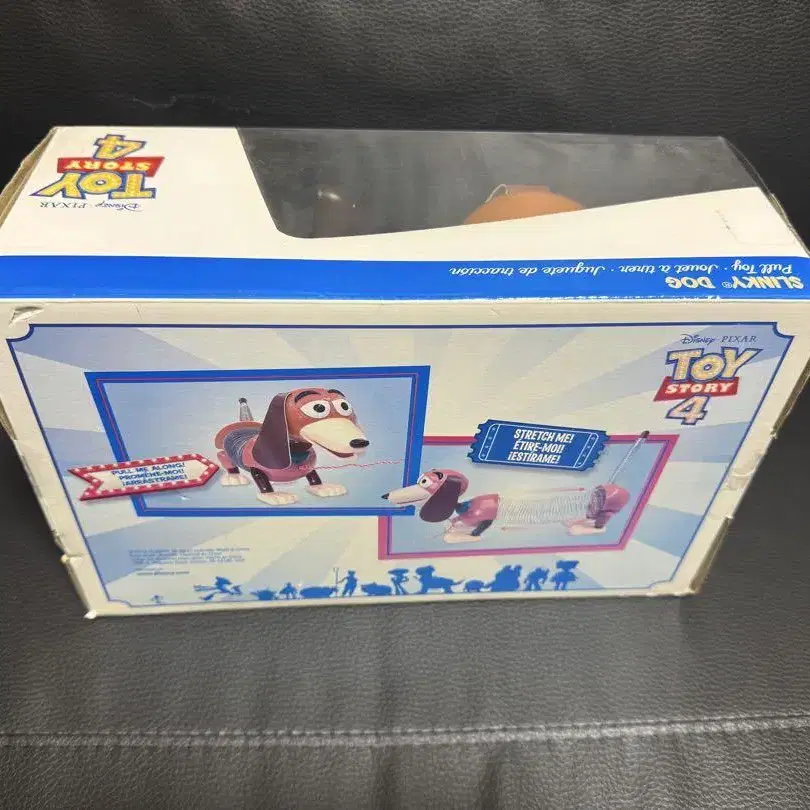 Disney · PIXAR
TOY
STORY
4
SLINKY® DOG
Pull Toy · Jouet à tirer · Juguete de tracción
Disney · PIXAR
TOY
STORY
4
STRETCH ME!
ÉTIRE-MOI!
¡ESTÍRAME!
PULL ME ALONG!
PROMÈNE-MOI!
¡ARRÁSTRAME!